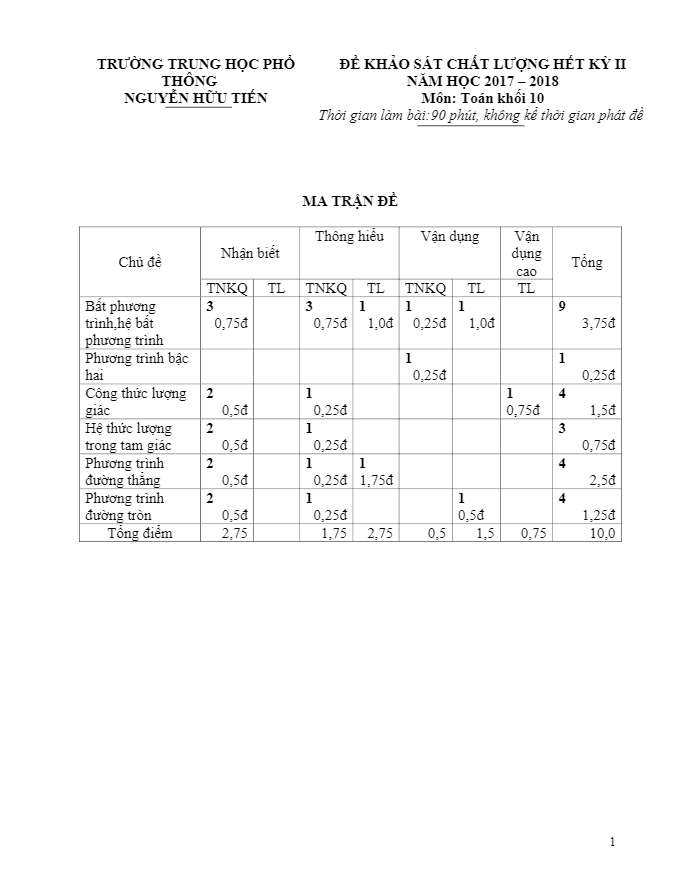 TRƯỜNG TRUNG HỌC PHỔ
THÔNG
NGUYỄN HỮU TIẾN
ĐỀ KHẢO SÁT CHẤT LƯỢNG HẾT KỲ II
NĂM HỌC 2017 – 2018
Môn: Toán khối 10
Thời gian làm bài:90 phút, không kể thời gian phát đề
MA TRẬN ĐỀ
Chủ đề Nhận biết Thông hiểu Vận dụng Vận
dụng
cao Tổng
TNKQ TL TNKQ TL TNKQ TL TL
Bất phương 3 3 1 1 1 9
trình,hệ bất 0,75đ 0,75đ 1,0đ 0,25đ 1,0đ 3,75đ
phương trình
Phương trình bậc 1 1
hai 0,25đ 0,25đ
Công thức lượng 2 1 1 4
giác 0,5đ 0,25đ 0,75đ 1,5đ
Hệ thức lượng 2 1 3
trong tam giác 0,5đ 0,25đ 0,75đ
Phương trình 2 1 1 4
đường thẳng 0,5đ 0,25đ 1,75đ 2,5đ
Phương trình 2 1 1 4
đường tròn 0,5đ 0,25đ 0,5đ 1,25đ
Tổng điểm 2,75 1,75 2,75 0,5 1,5 0,75 10,0
1